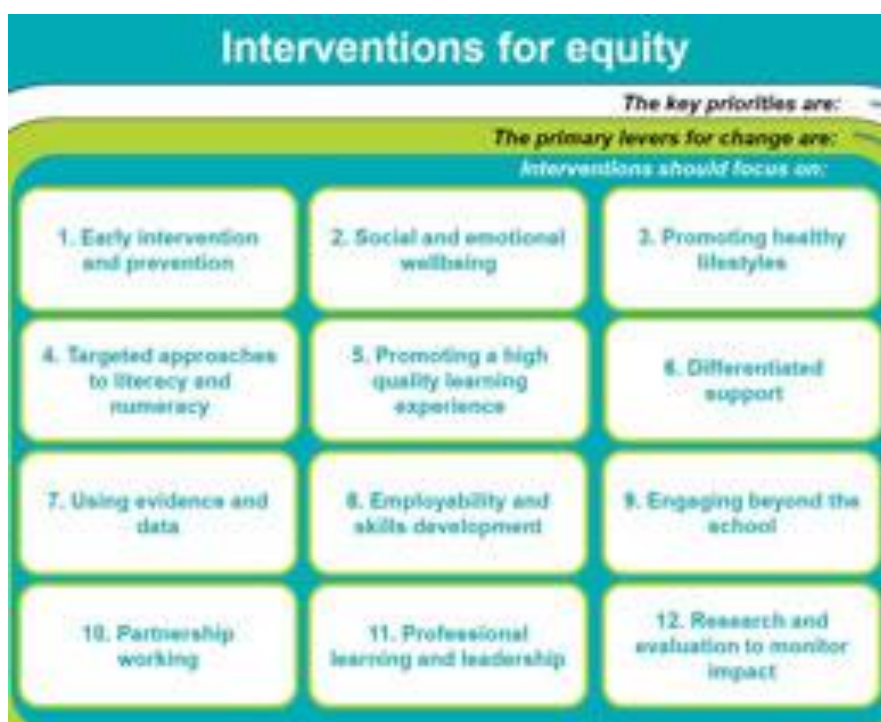 Interventions for equity
The key priorities are:
The primary levers for change are:
Interventions should focus on:
1. Early intervention
and prevention
2. Social and emotional
wellbeing
3. Promoting healthy
lifestyles
4. Targeted approaches
to literacy and
numeracy
5. Promoting a high
quality learning
experience
6. Differentiated
support
7. Using evidence and
data
8. Employability and
skills development
9. Engaging beyond the
school
10. Partnership
working
11. Professional
learning and leadership
12. Research and
evaluation to monitor
impact